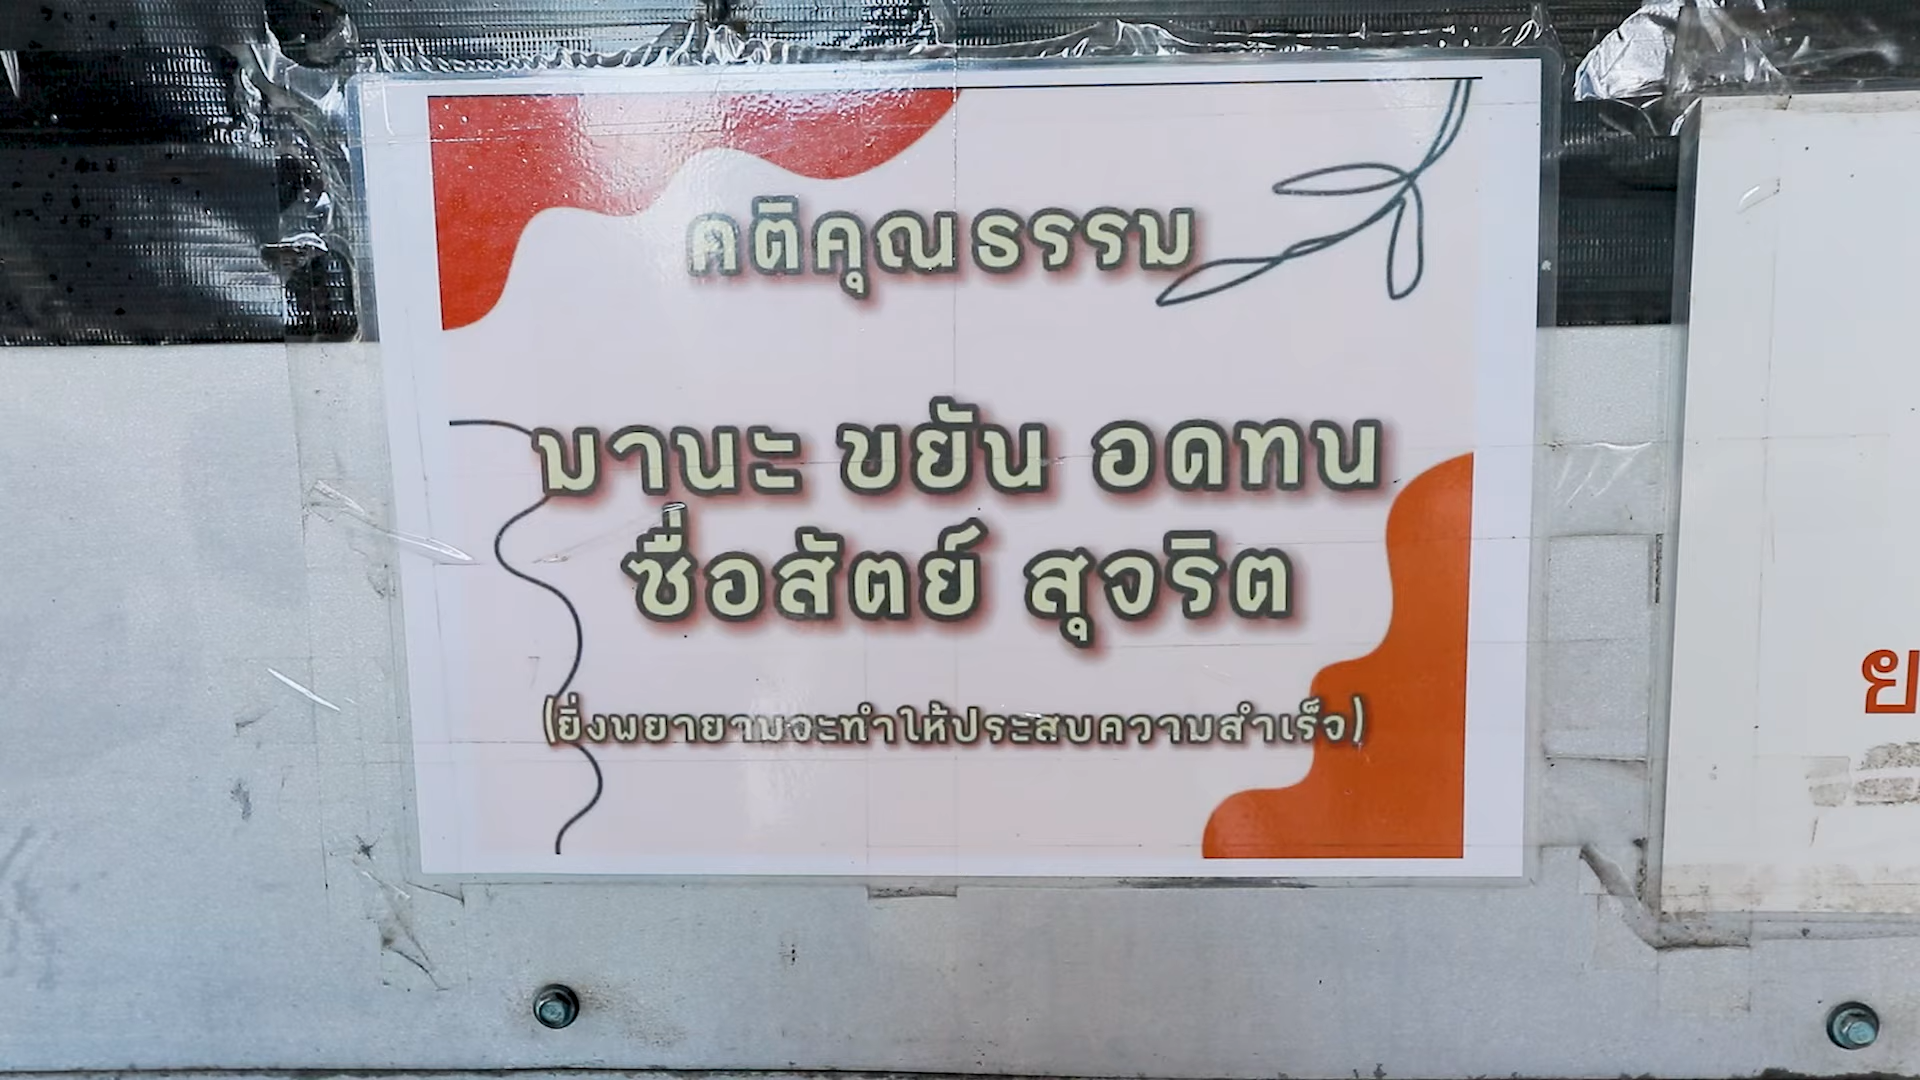 คติคุณธรรม
มานะ ขยัน อดทน
ซื่อสัตย์ สุจริต
(ยิ่งพยายามจะทำให้ประสบความสำเร็จ)
ย